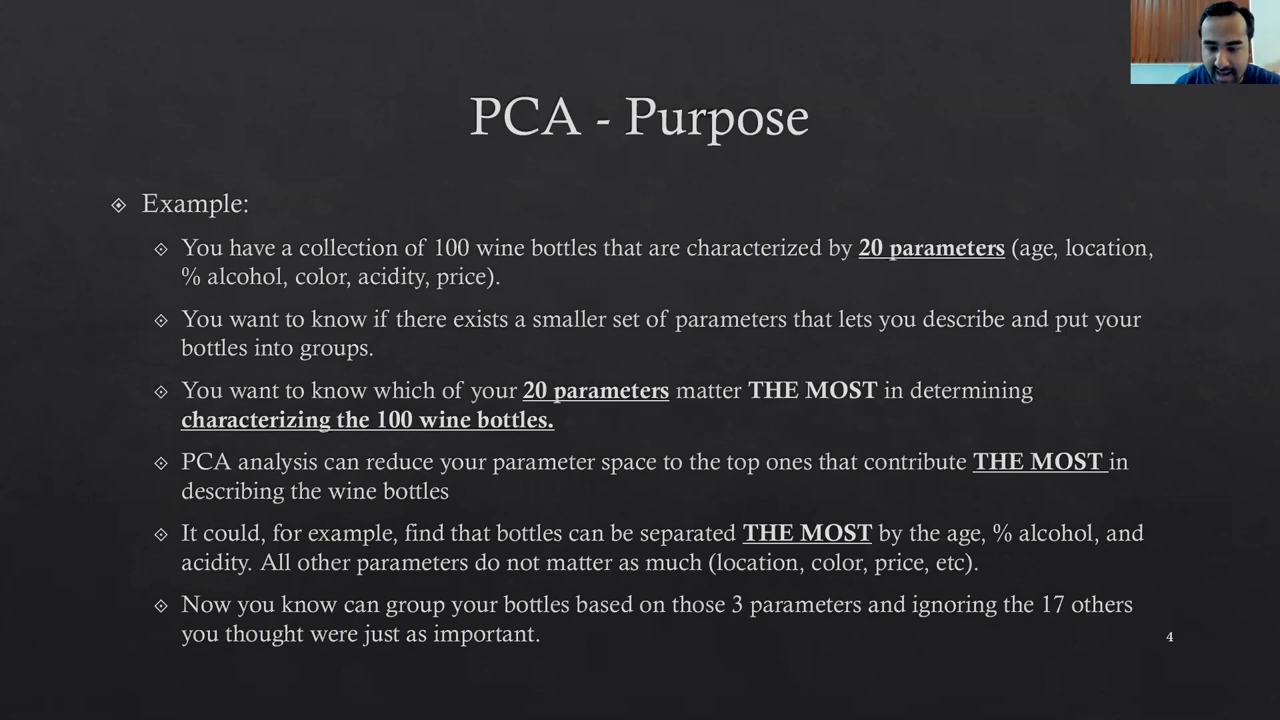 PCA - Purpose
Example:
You have a collection of 100 wine bottles that are characterized by 20 parameters (age, location,
% alcohol, color, acidity, price).
You want to know if there exists a smaller set of parameters that lets you describe and put your
bottles into groups.
You want to know which of your 20 parameters matter THE MOST in determining
characterizing the 100 wine bottles.
PCA analysis can reduce your parameter space to the top ones that contribute THE MOST in
describing the wine bottles
It could, for example, find that bottles can be separated THE MOST by the age, % alcohol, and
acidity. All other parameters do not matter as much (location, color, price, etc).
Now you know can group your bottles based on those 3 parameters and ignoring the 17 others
you thought were just as important.
4